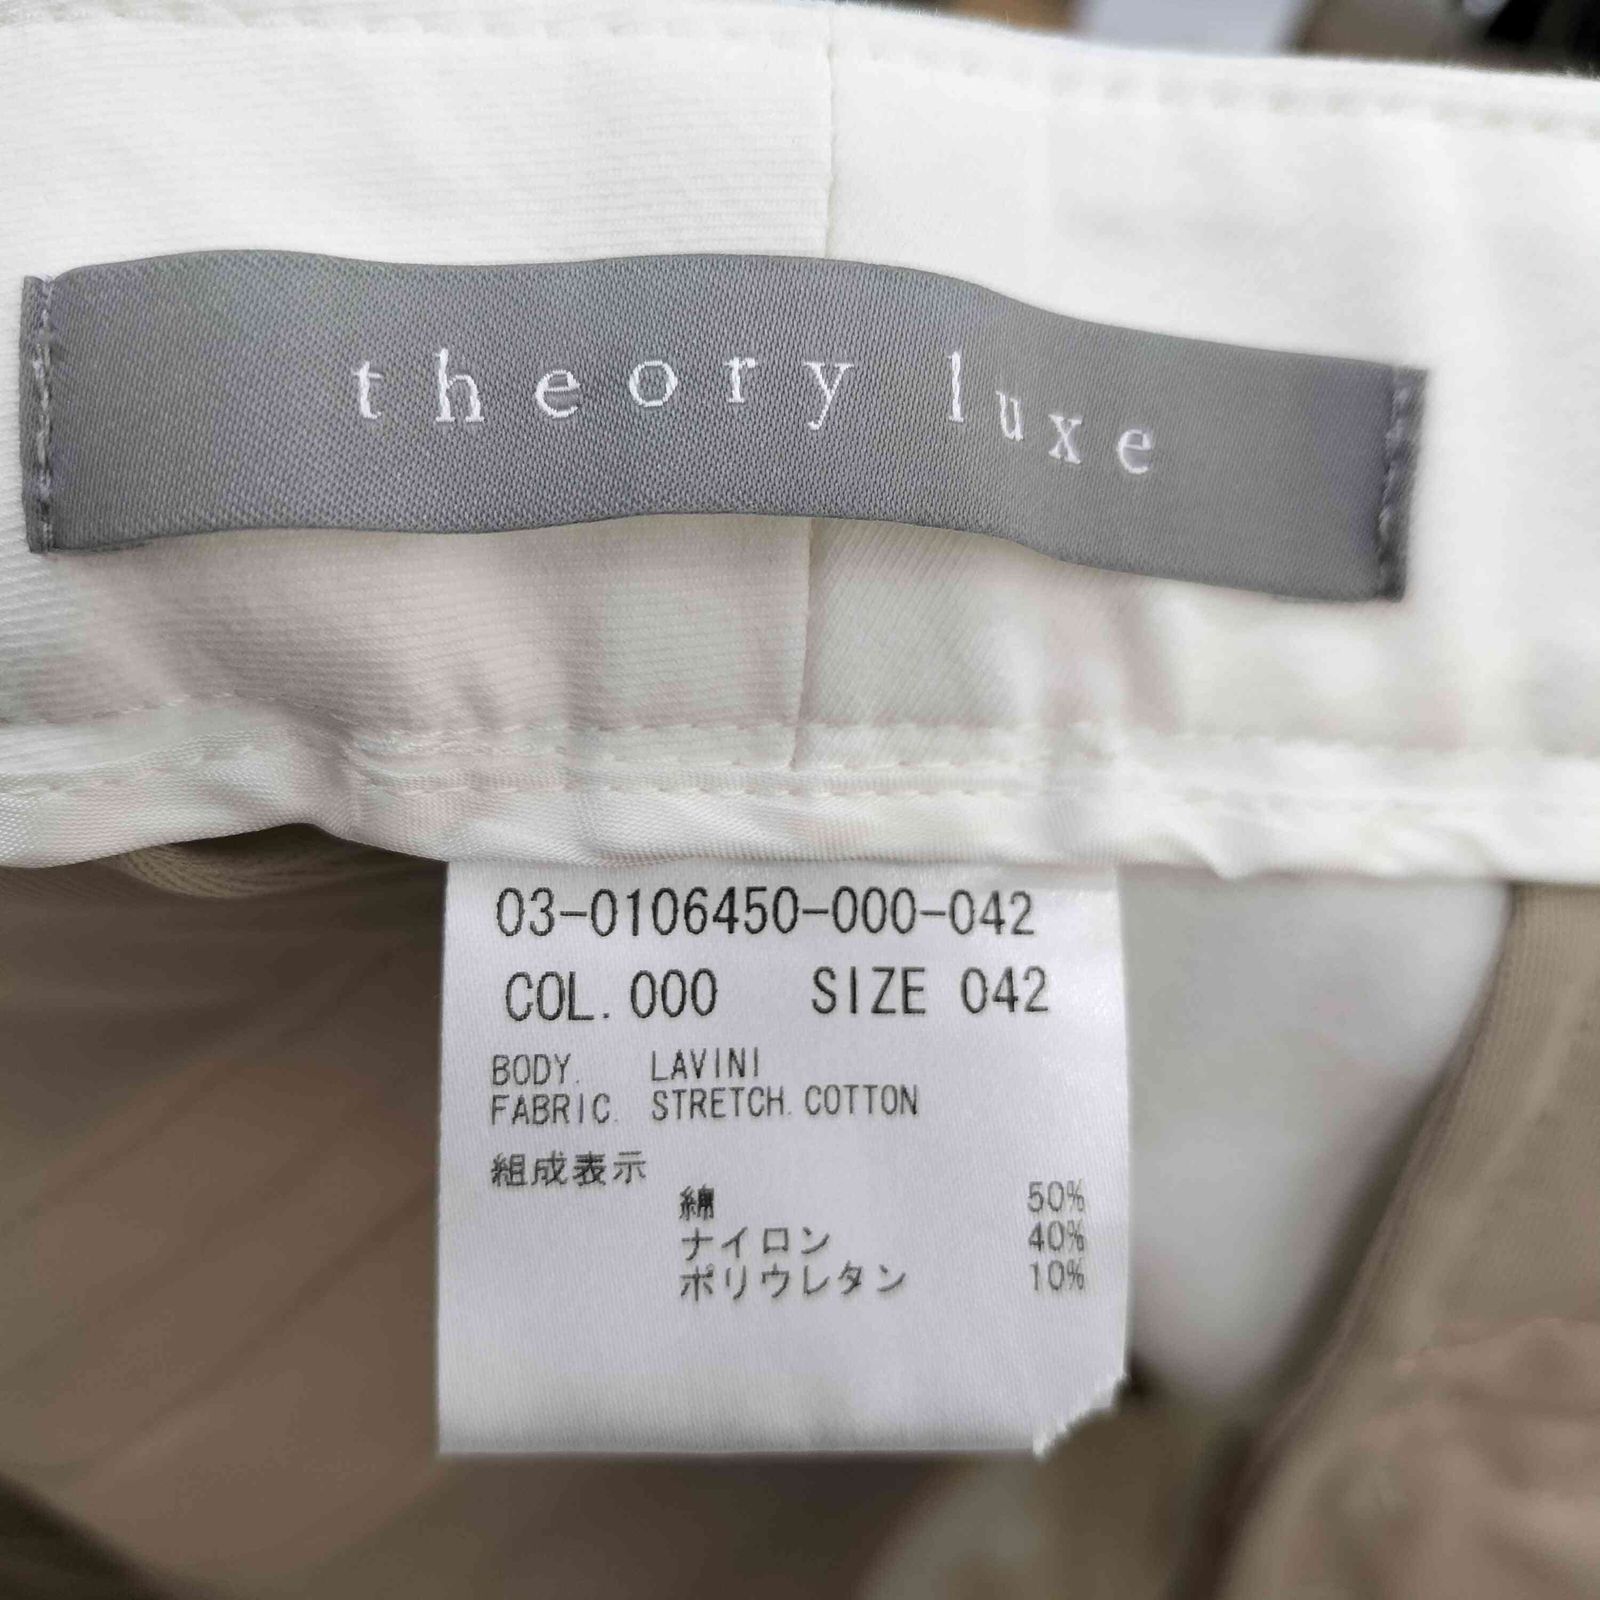 theory luxe
03-0106450-000-042
COL. 000 SIZE 042
BODY. LAVINI
FABRIC. STRETCH.COTTON
組成表示
綿 50%
ナイロン 40%
ポリウレタン 10%